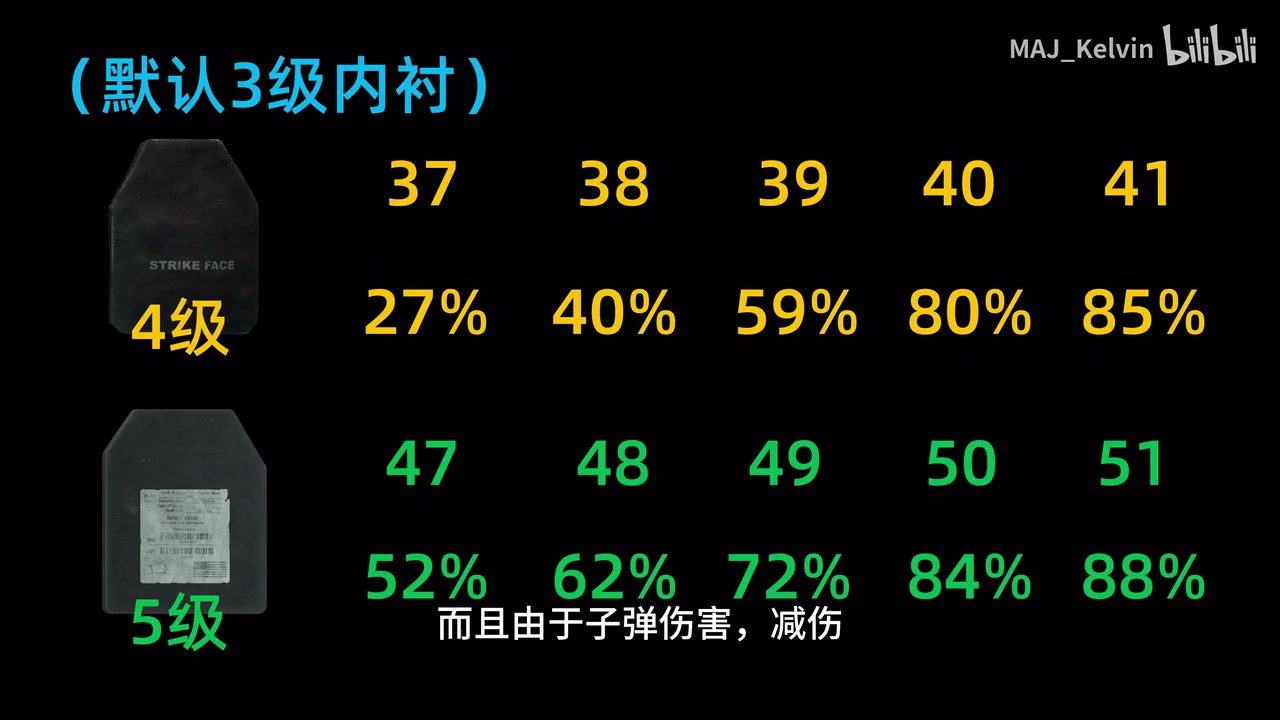 MAJ_Kelvin bilibili
（默认3级内衬）
37 38 39 40 41
STRIKE FACE
4级
27% 40% 59% 80% 85%
47 48 49 50 51
52% 62% 72% 84% 88%
5级
而且由于子弹伤害，减伤